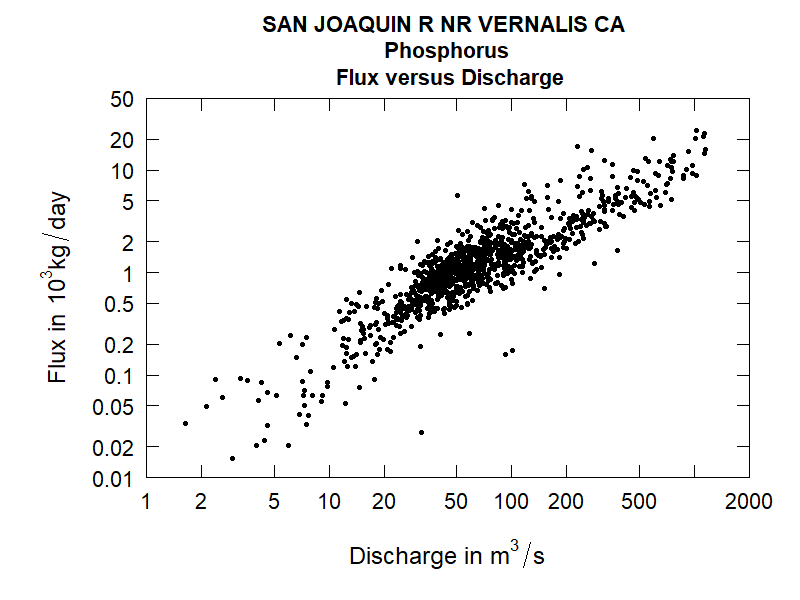 SAN JOAQUIN R NR VERNALIS CA
Phosphorus
Flux versus Discharge
Flux in 10³kg/day
50
20
10
5
2
1
0.5
0.2
0.1
0.05
0.02
0.01
1 2 5 10 20 50 100 200 500 2000
Discharge in m³/s